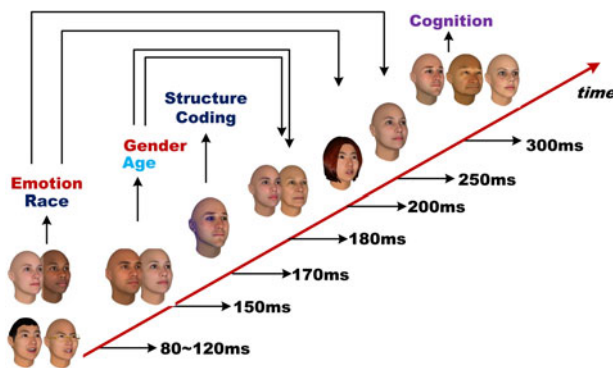 Cognition
time
Structure
Coding
Gender
Age
Emotion
Race
300ms
250ms
200ms
180ms
170ms
150ms
80~120ms